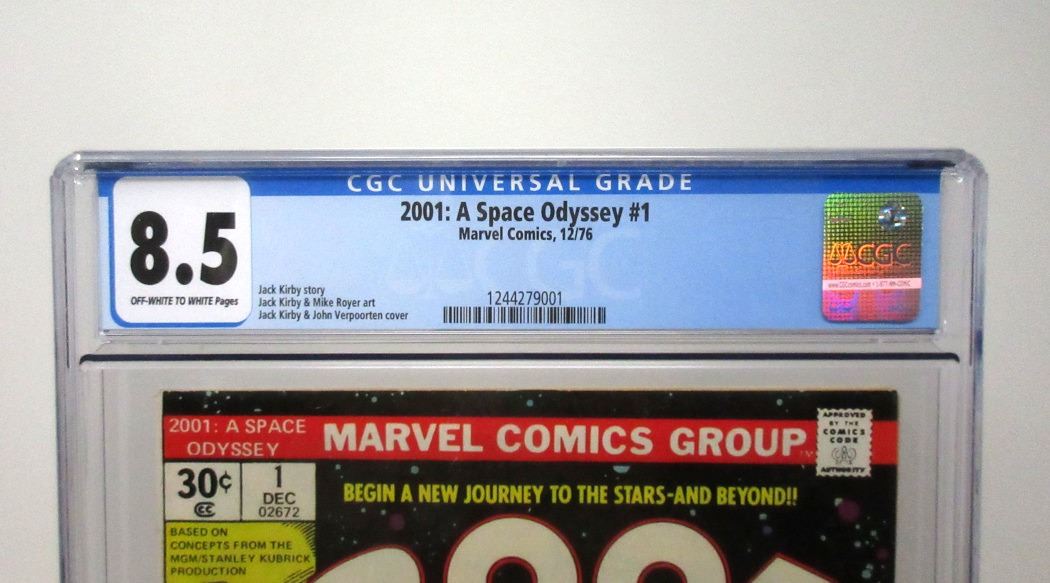 CGC UNIVERSAL GRADE
8.5
OFF-WHITE TO WHITE Pages
2001: A Space Odyssey #1
Marvel Comics, 12/76
Jack Kirby story
Jack Kirby & Mike Royer art
Jack Kirby & John Verpoorten cover
1244279001
CGC
2001: A SPACE
ODYSSEY
MARVEL COMICS GROUP
TM
APPROVED
BY THE
COMICS
CODE
AUTHORITY
30¢
CC
1
DEC
02672
BEGIN A NEW JOURNEY TO THE STARS-AND BEYOND!!
BASED ON
CONCEPTS FROM THE
MGM/STANLEY KUBRICK
PRODUCTION